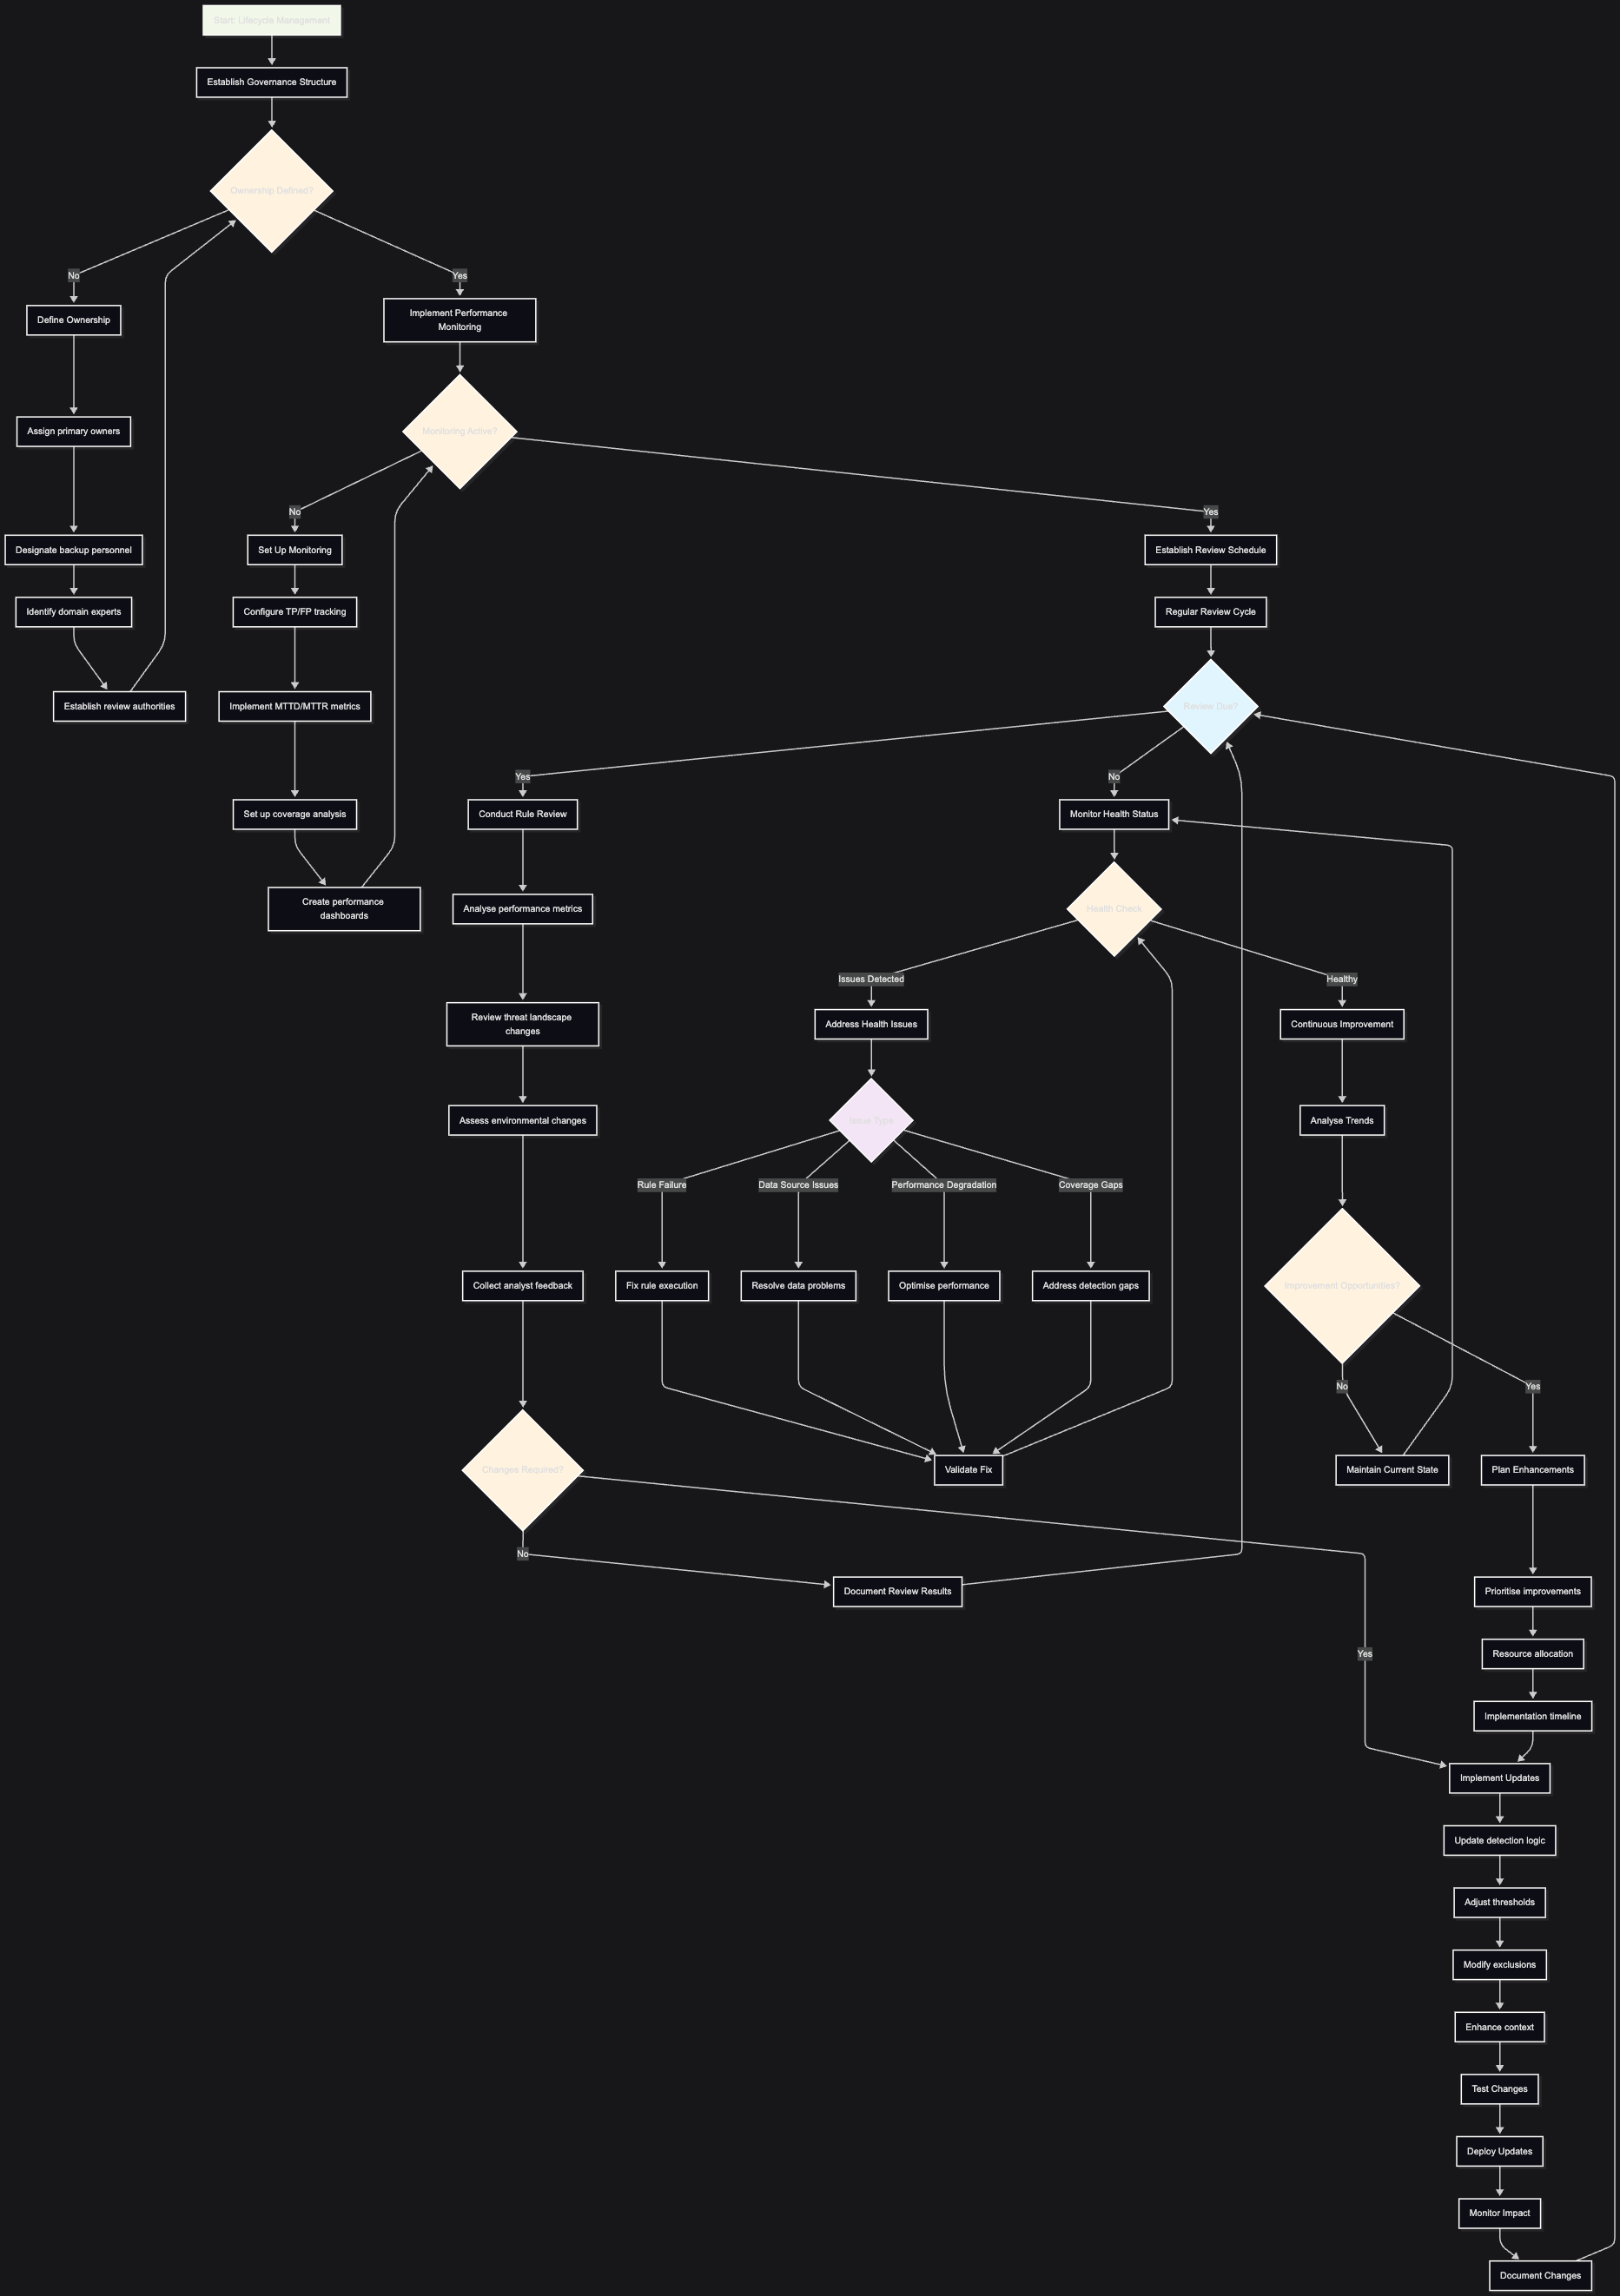 Start: Lifecycle Management
Establish Governance Structure
Ownership Defined?
No
Yes
Define Ownership
Implement Performance
Monitoring
Assign primary owners
Monitoring Active?
No
Yes
Designate backup personnel
Set Up Monitoring
Establish Review Schedule
Identify domain experts
Configure TP/FP tracking
Regular Review Cycle
Establish review authorities
Implement MTTD/MTTR metrics
Review Due?
Yes
No
Set up coverage analysis
Conduct Rule Review
Monitor Health Status
Create performance
dashboards
Analyse performance metrics
Health Check
Issues Detected
Healthy
Review threat landscape
changes
Address Health Issues
Continuous Improvement
Assess environmental changes
Issue Type
Analyse Trends
Rule Failure
Data Source Issues
Performance Degradation
Coverage Gaps
Collect analyst feedback
Fix rule execution
Resolve data problems
Optimise performance
Address detection gaps
Improvement Opportunities?
No
Yes
Changes Required?
Validate Fix
Maintain Current State
Plan Enhancements
No
Document Review Results
Prioritise improvements
Yes
Resource allocation
Implementation timeline
Implement Updates
Update detection logic
Adjust thresholds
Modify exclusions
Enhance context
Test Changes
Deploy Updates
Monitor Impact
Document Changes